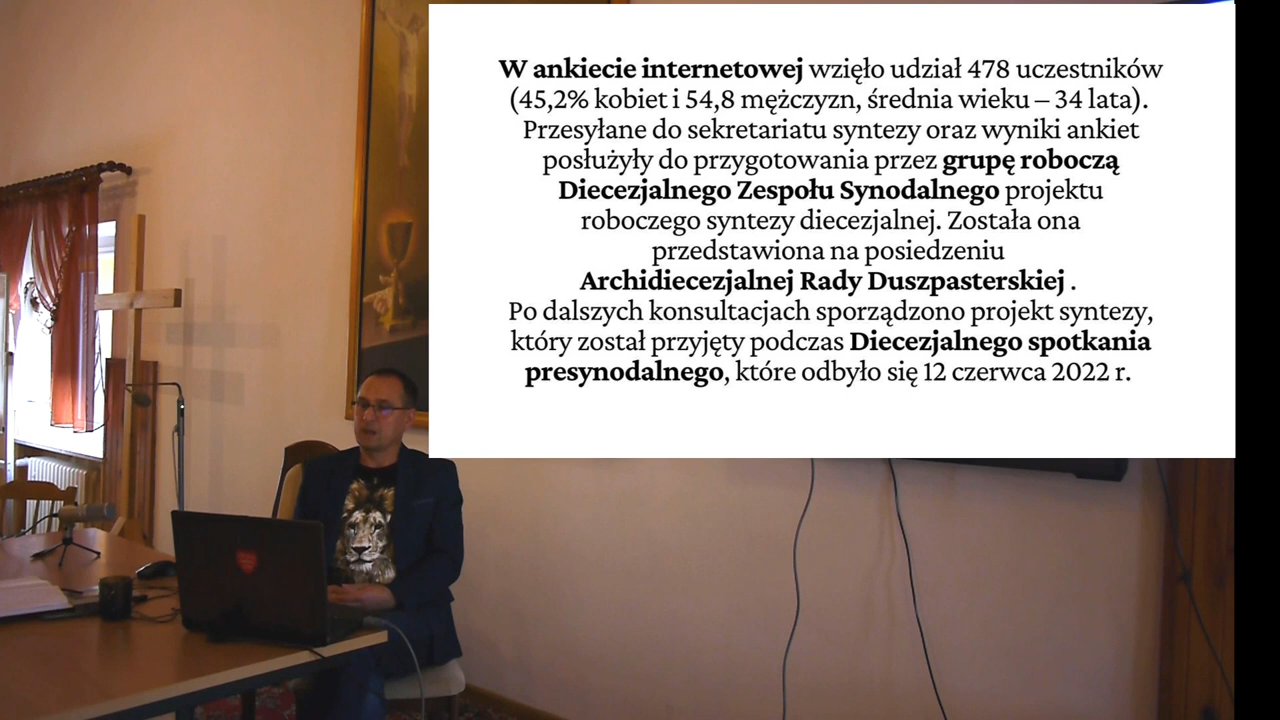 W ankiecie internetowej wzięło udział 478 uczestników
(45,2% kobiet i 54,8 mężczyzn, średnia wieku – 34 lata).
Przesyłane do sekretariatu syntezy oraz wyniki ankiet
posłużyły do przygotowania przez grupę roboczą
Diecezjalnego Zespołu Synodalnego projektu
roboczego syntezy diecezjalnej. Została ona
przedstawiona na posiedzeniu
Archidiecezjalnej Rady Duszpasterskiej .
Po dalszych konsultacjach sporządzono projekt syntezy,
który został przyjęty podczas Diecezjalnego spotkania
presynodalnego, które odbyło się 12 czerwca 2022 r.